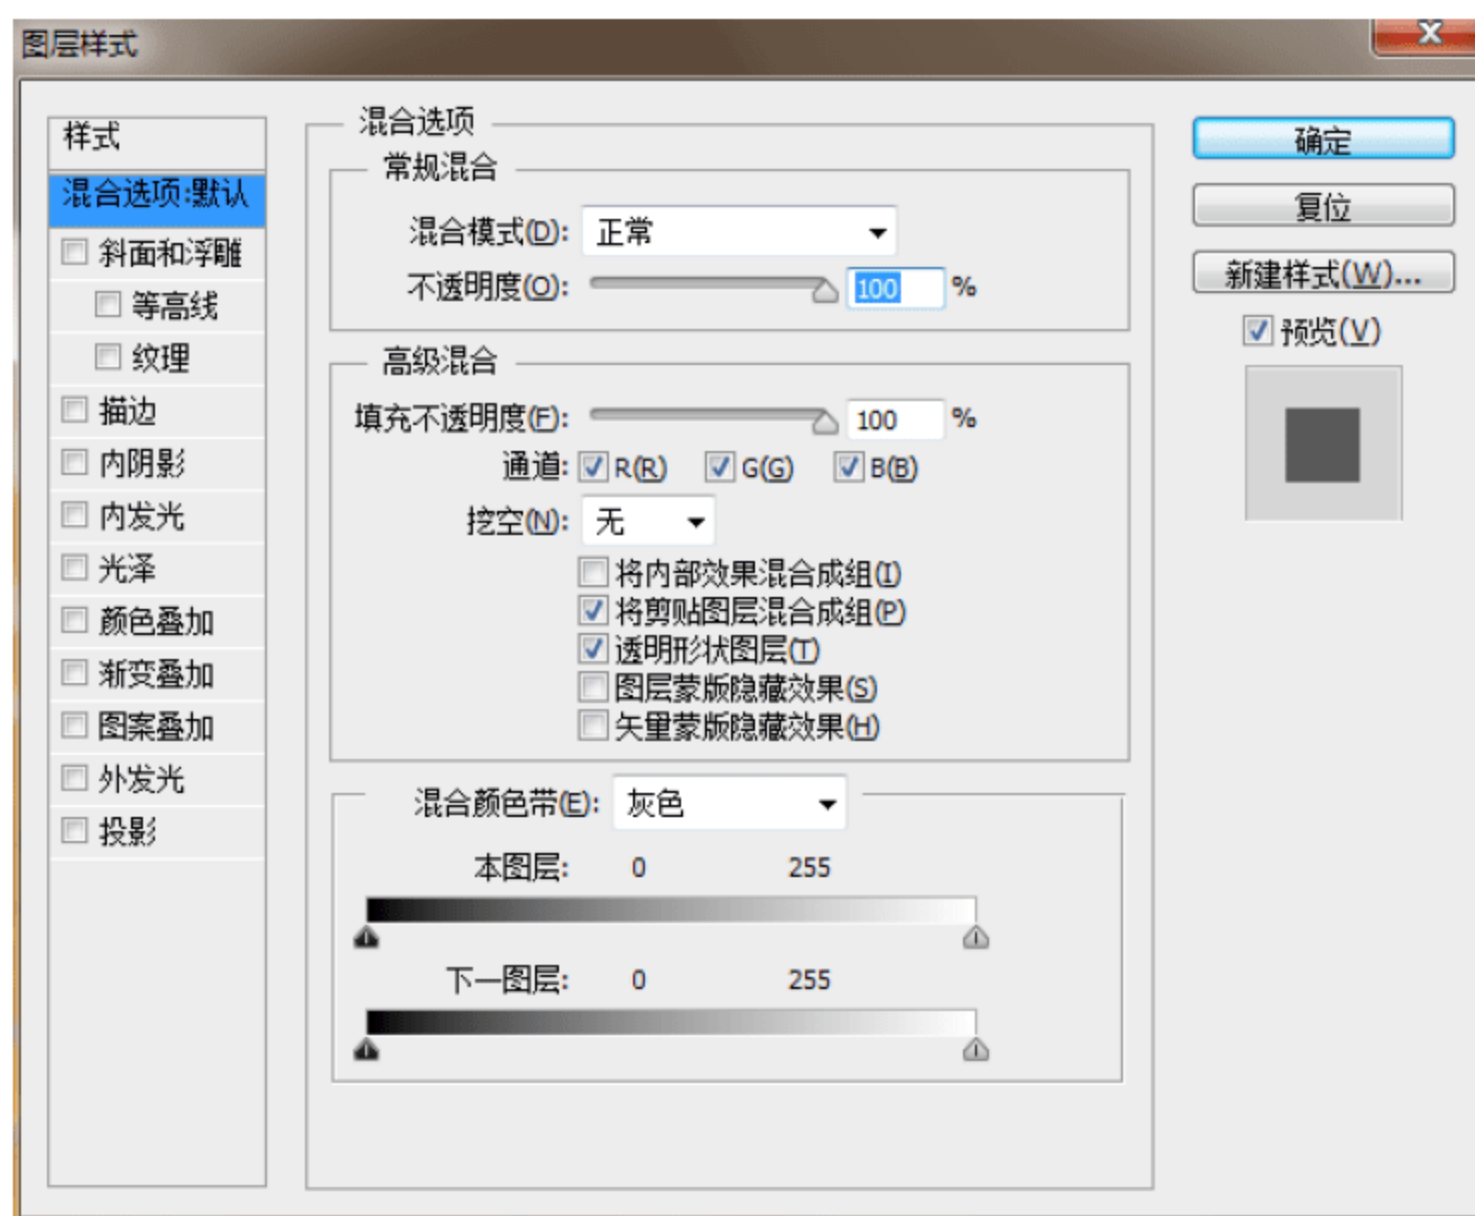 图层样式
样式
混合选项:默认
斜面和浮雕
等高线
纹理
描边
内阴影
内发光
光泽
颜色叠加
渐变叠加
图案叠加
外发光
投影
混合选项
常规混合
混合模式(D): 正常
不透明度(O): 100 %
高级混合
填充不透明度(F): 100 %
通道: R(R) G(G) B(B)
挖空(N): 无
将内部效果混合成组(I)
将剪贴图层混合成组(P)
透明形状图层(T)
图层蒙版隐藏效果(S)
矢量蒙版隐藏效果(H)
混合颜色带(E): 灰色
本图层: 0 255
下一图层: 0 255
确定
复位
新建样式(W)...
预览(V)